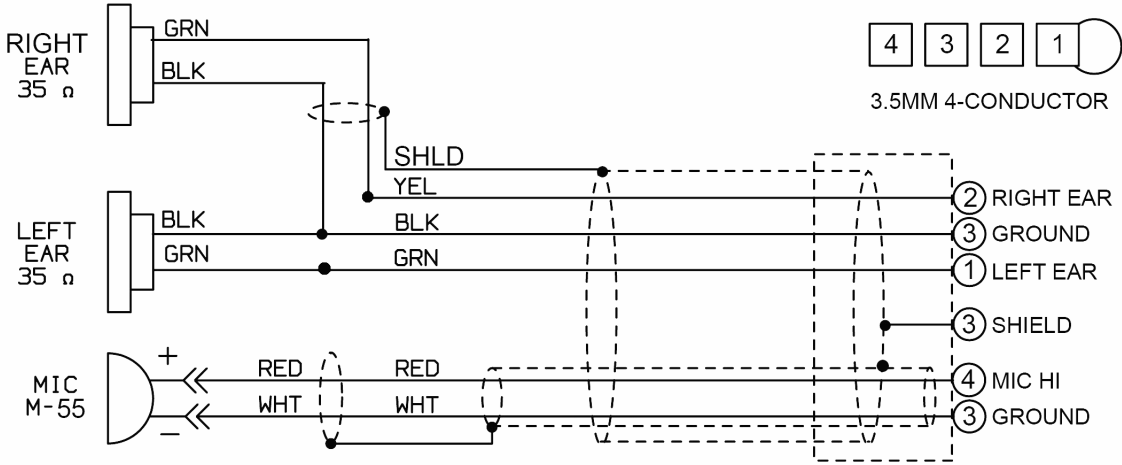 RIGHT
EAR
35 Ω
GRN
BLK
4 3 2 1
3.5MM 4-CONDUCTOR
SHLD
YEL
2 RIGHT EAR
LEFT
EAR
35 Ω
BLK
BLK
3 GROUND
GRN
GRN
1 LEFT EAR
3 SHIELD
MIC
M-55
+
RED
RED
4 MIC HI
–
WHT
WHT
3 GROUND